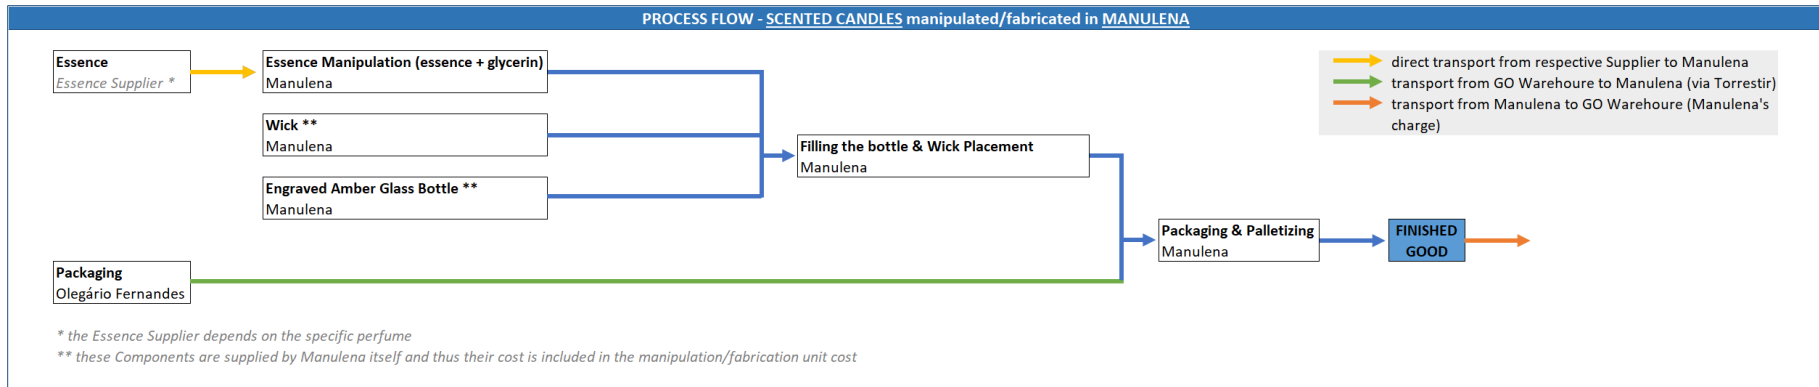 PROCESS FLOW - SCENTED CANDLES manipulated/fabricated in MANULENA
Essence
Essence Supplier *
Essence Manipulation (essence + glycerin)
Manulena
Wick **
Manulena
Engraved Amber Glass Bottle **
Manulena
Filling the bottle & Wick Placement
Manulena
Packaging & Palletizing
Manulena
FINISHED
GOOD
Packaging
Olegário Fernandes
direct transport from respective Supplier to Manulena
transport from GO Warehoure to Manulena (via Torrestir)
transport from Manulena to GO Warehoure (Manulena's
charge)
* the Essence Supplier depends on the specific perfume
** these Components are supplied by Manulena itself and thus their cost is included in the manipulation/fabrication unit cost